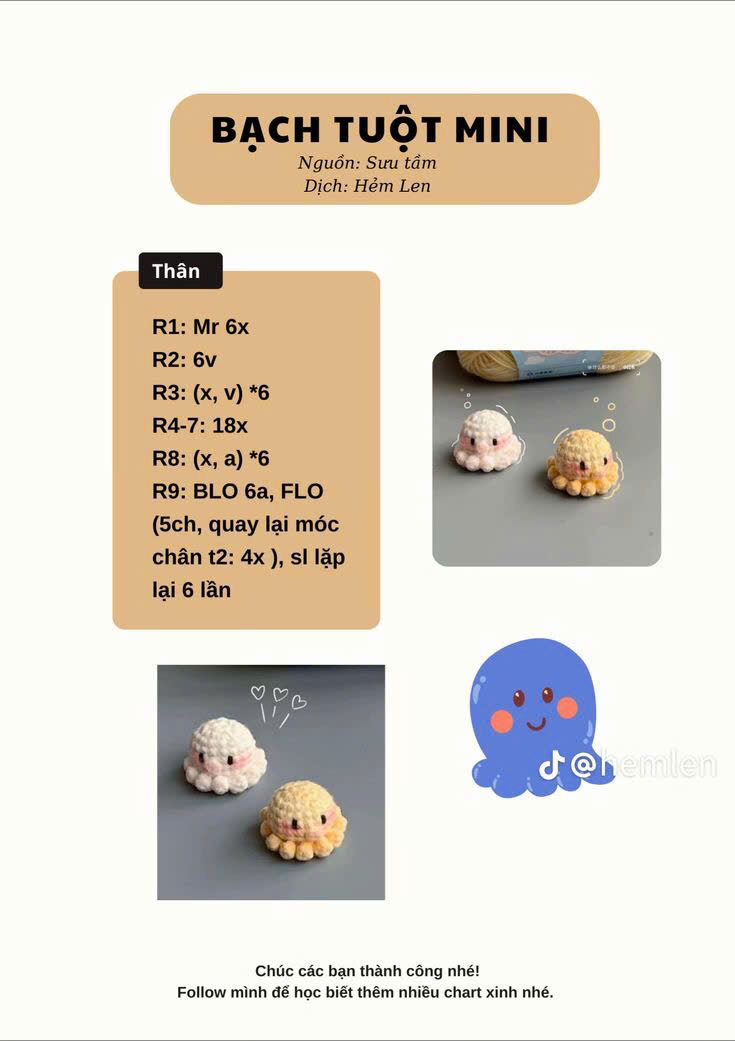 BẠCH TUỘT MINI
Nguồn: Sưu tầm
Dịch: Hẻm Len
Thân
R1: Mr 6x
R2: 6v
R3: (x, v) *6
R4-7: 18x
R8: (x, a) *6
R9: BLO 6a, FLO
(5ch, quay lại móc
chân t2: 4x ), sl lặp
lại 6 lần
@hemlen
Chúc các bạn thành công nhé!
Follow mình để học biết thêm nhiều chart xinh nhé.